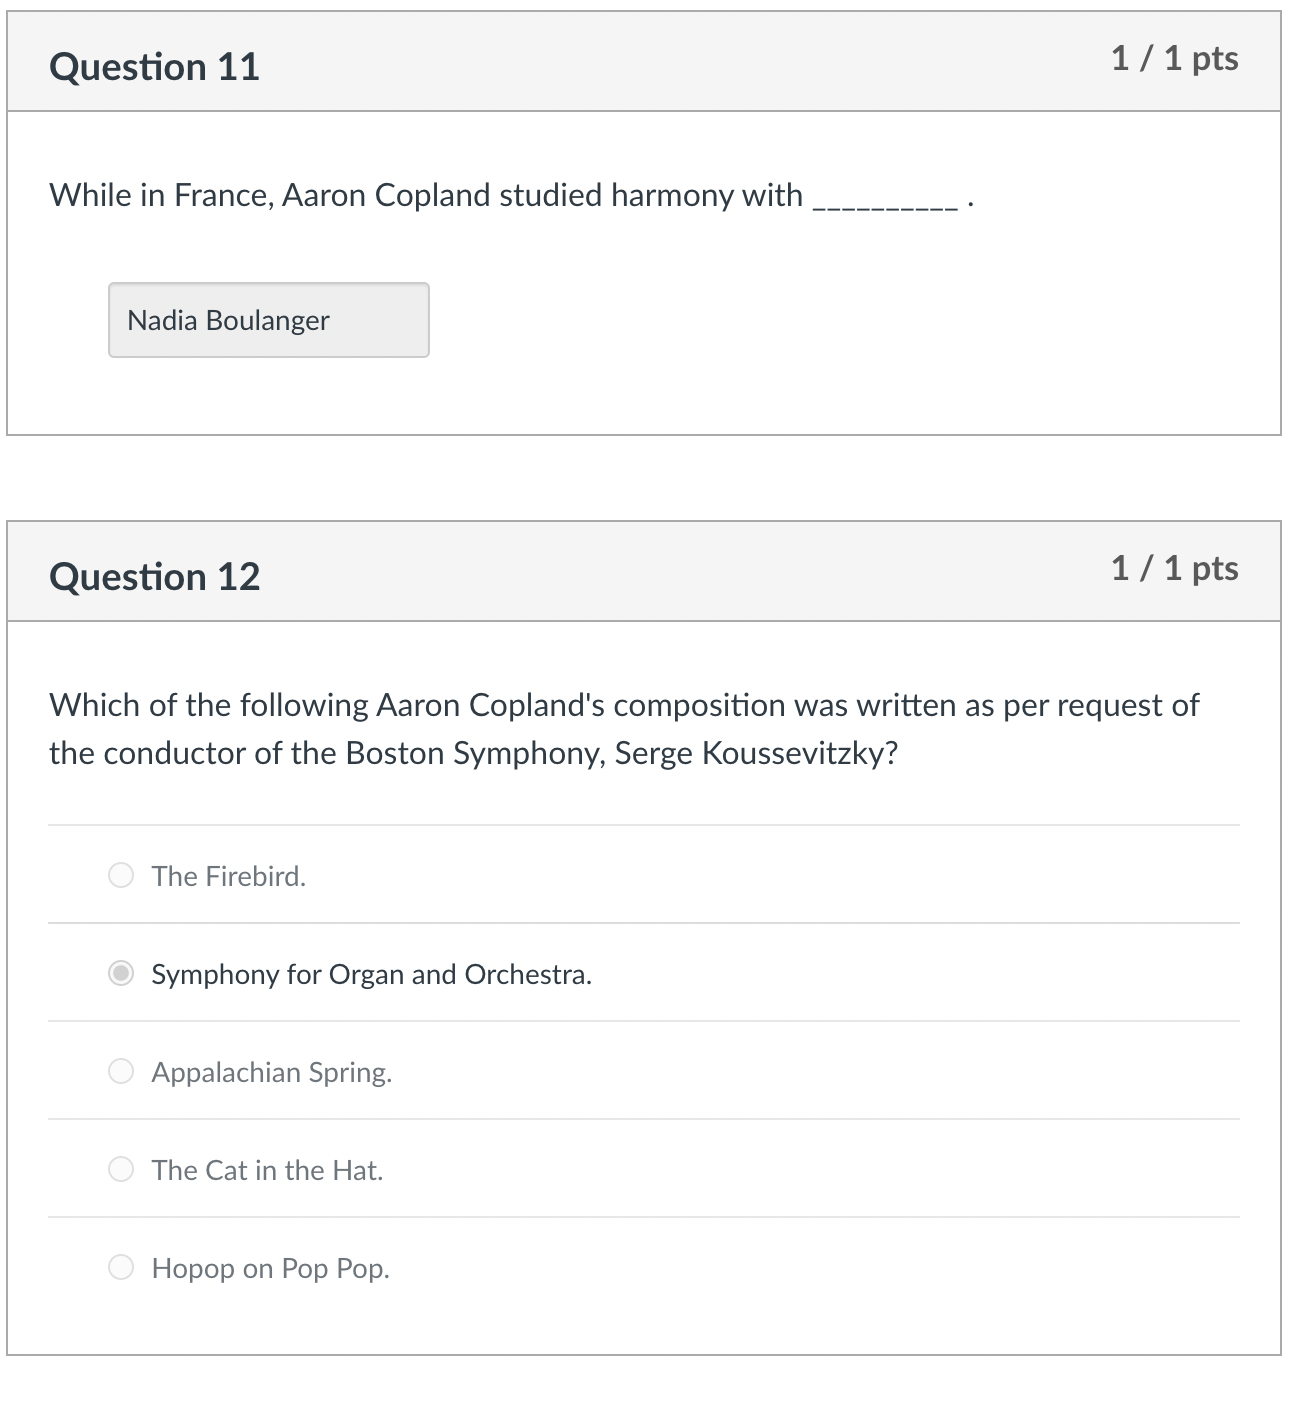 Question 11
1 / 1 pts
While in France, Aaron Copland studied harmony with __________ .
Nadia Boulanger
Question 12
1 / 1 pts
Which of the following Aaron Copland's composition was written as per request of
the conductor of the Boston Symphony, Serge Koussevitzky?
The Firebird.
Symphony for Organ and Orchestra.
Appalachian Spring.
The Cat in the Hat.
Hopop on Pop Pop.